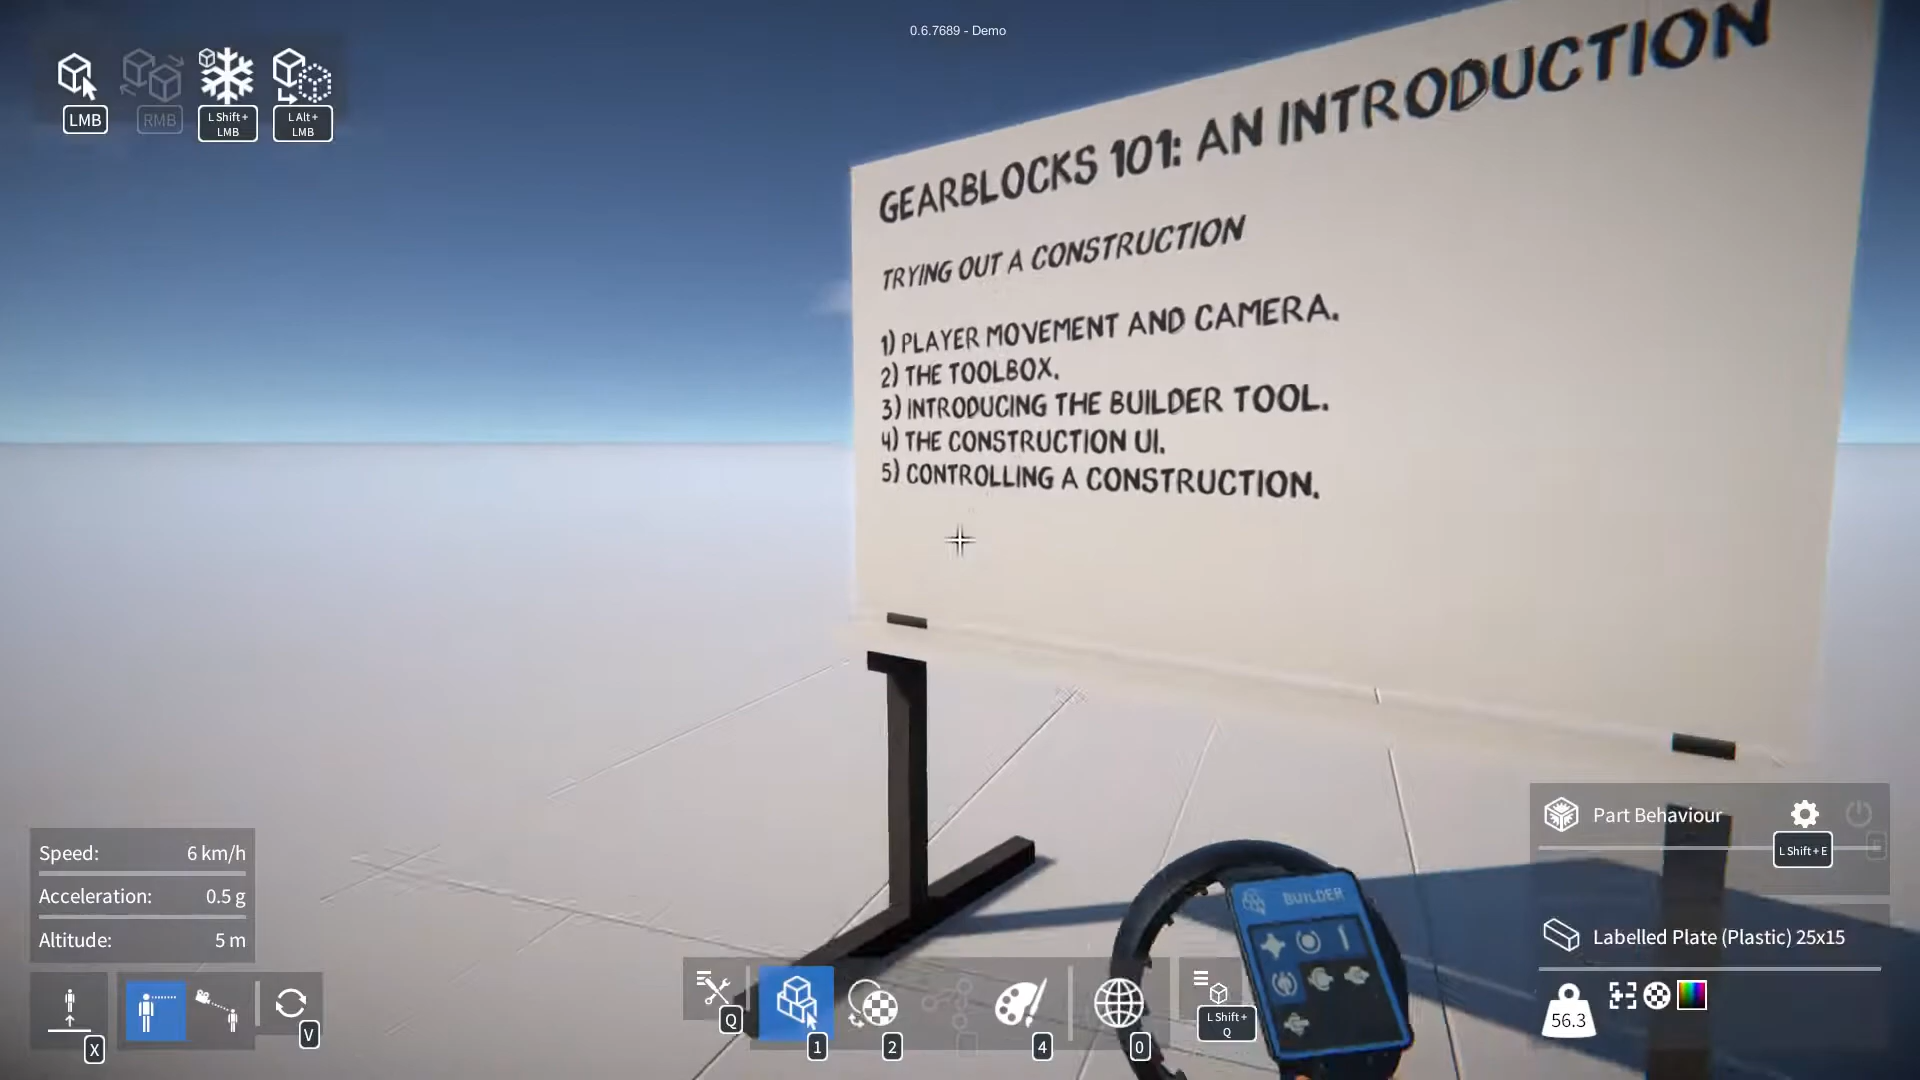 0.6.7689 - Demo
LMB
RMB
L Shift+
LMB
L Alt+
LMB
GEARBLOCKS 101: AN INTRODUCTION
TRYING OUT A CONSTRUCTION
1) PLAYER MOVEMENT AND CAMERA.
2) THE TOOLBOX.
3) INTRODUCING THE BUILDER TOOL.
4) THE CONSTRUCTION UI.
5) CONTROLLING A CONSTRUCTION.
Speed: 6 km/h
Acceleration: 0.5 g
Altitude: 5 m
X
V
Q
1
2
4
0
L Shift+
Q
BUILDER
Part Behaviour
L Shift+E
Labelled Plate (Plastic) 25x15
56.3